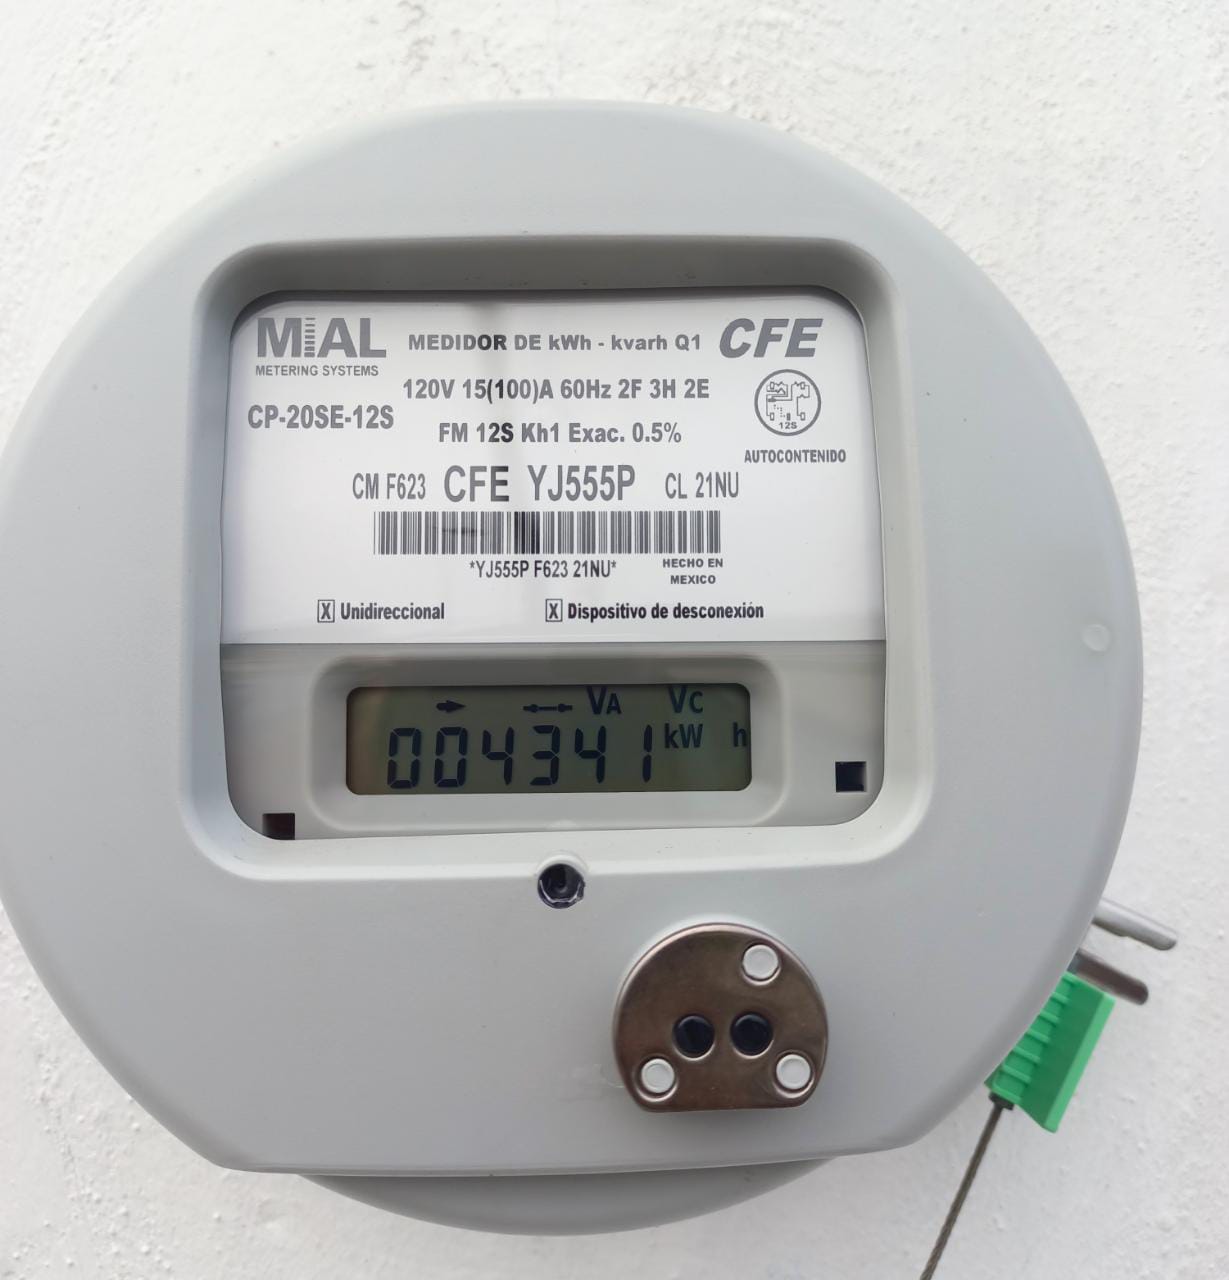 MIAL MEDIDOR DE kWh - kvarh Q1 CFE
METERING SYSTEMS
120V 15(100)A 60Hz 2F 3H 2E
CP-20SE-12S
FM 12S Kh1 Exac. 0.5%
12S
AUTOCONTENIDO
CM F623 CFE YJ555P CL 21NU
*YJ555P F623 21NU*
HECHO EN
MEXICO
X Unidireccional X Dispositivo de desconexión
VA VC
004341 kW h